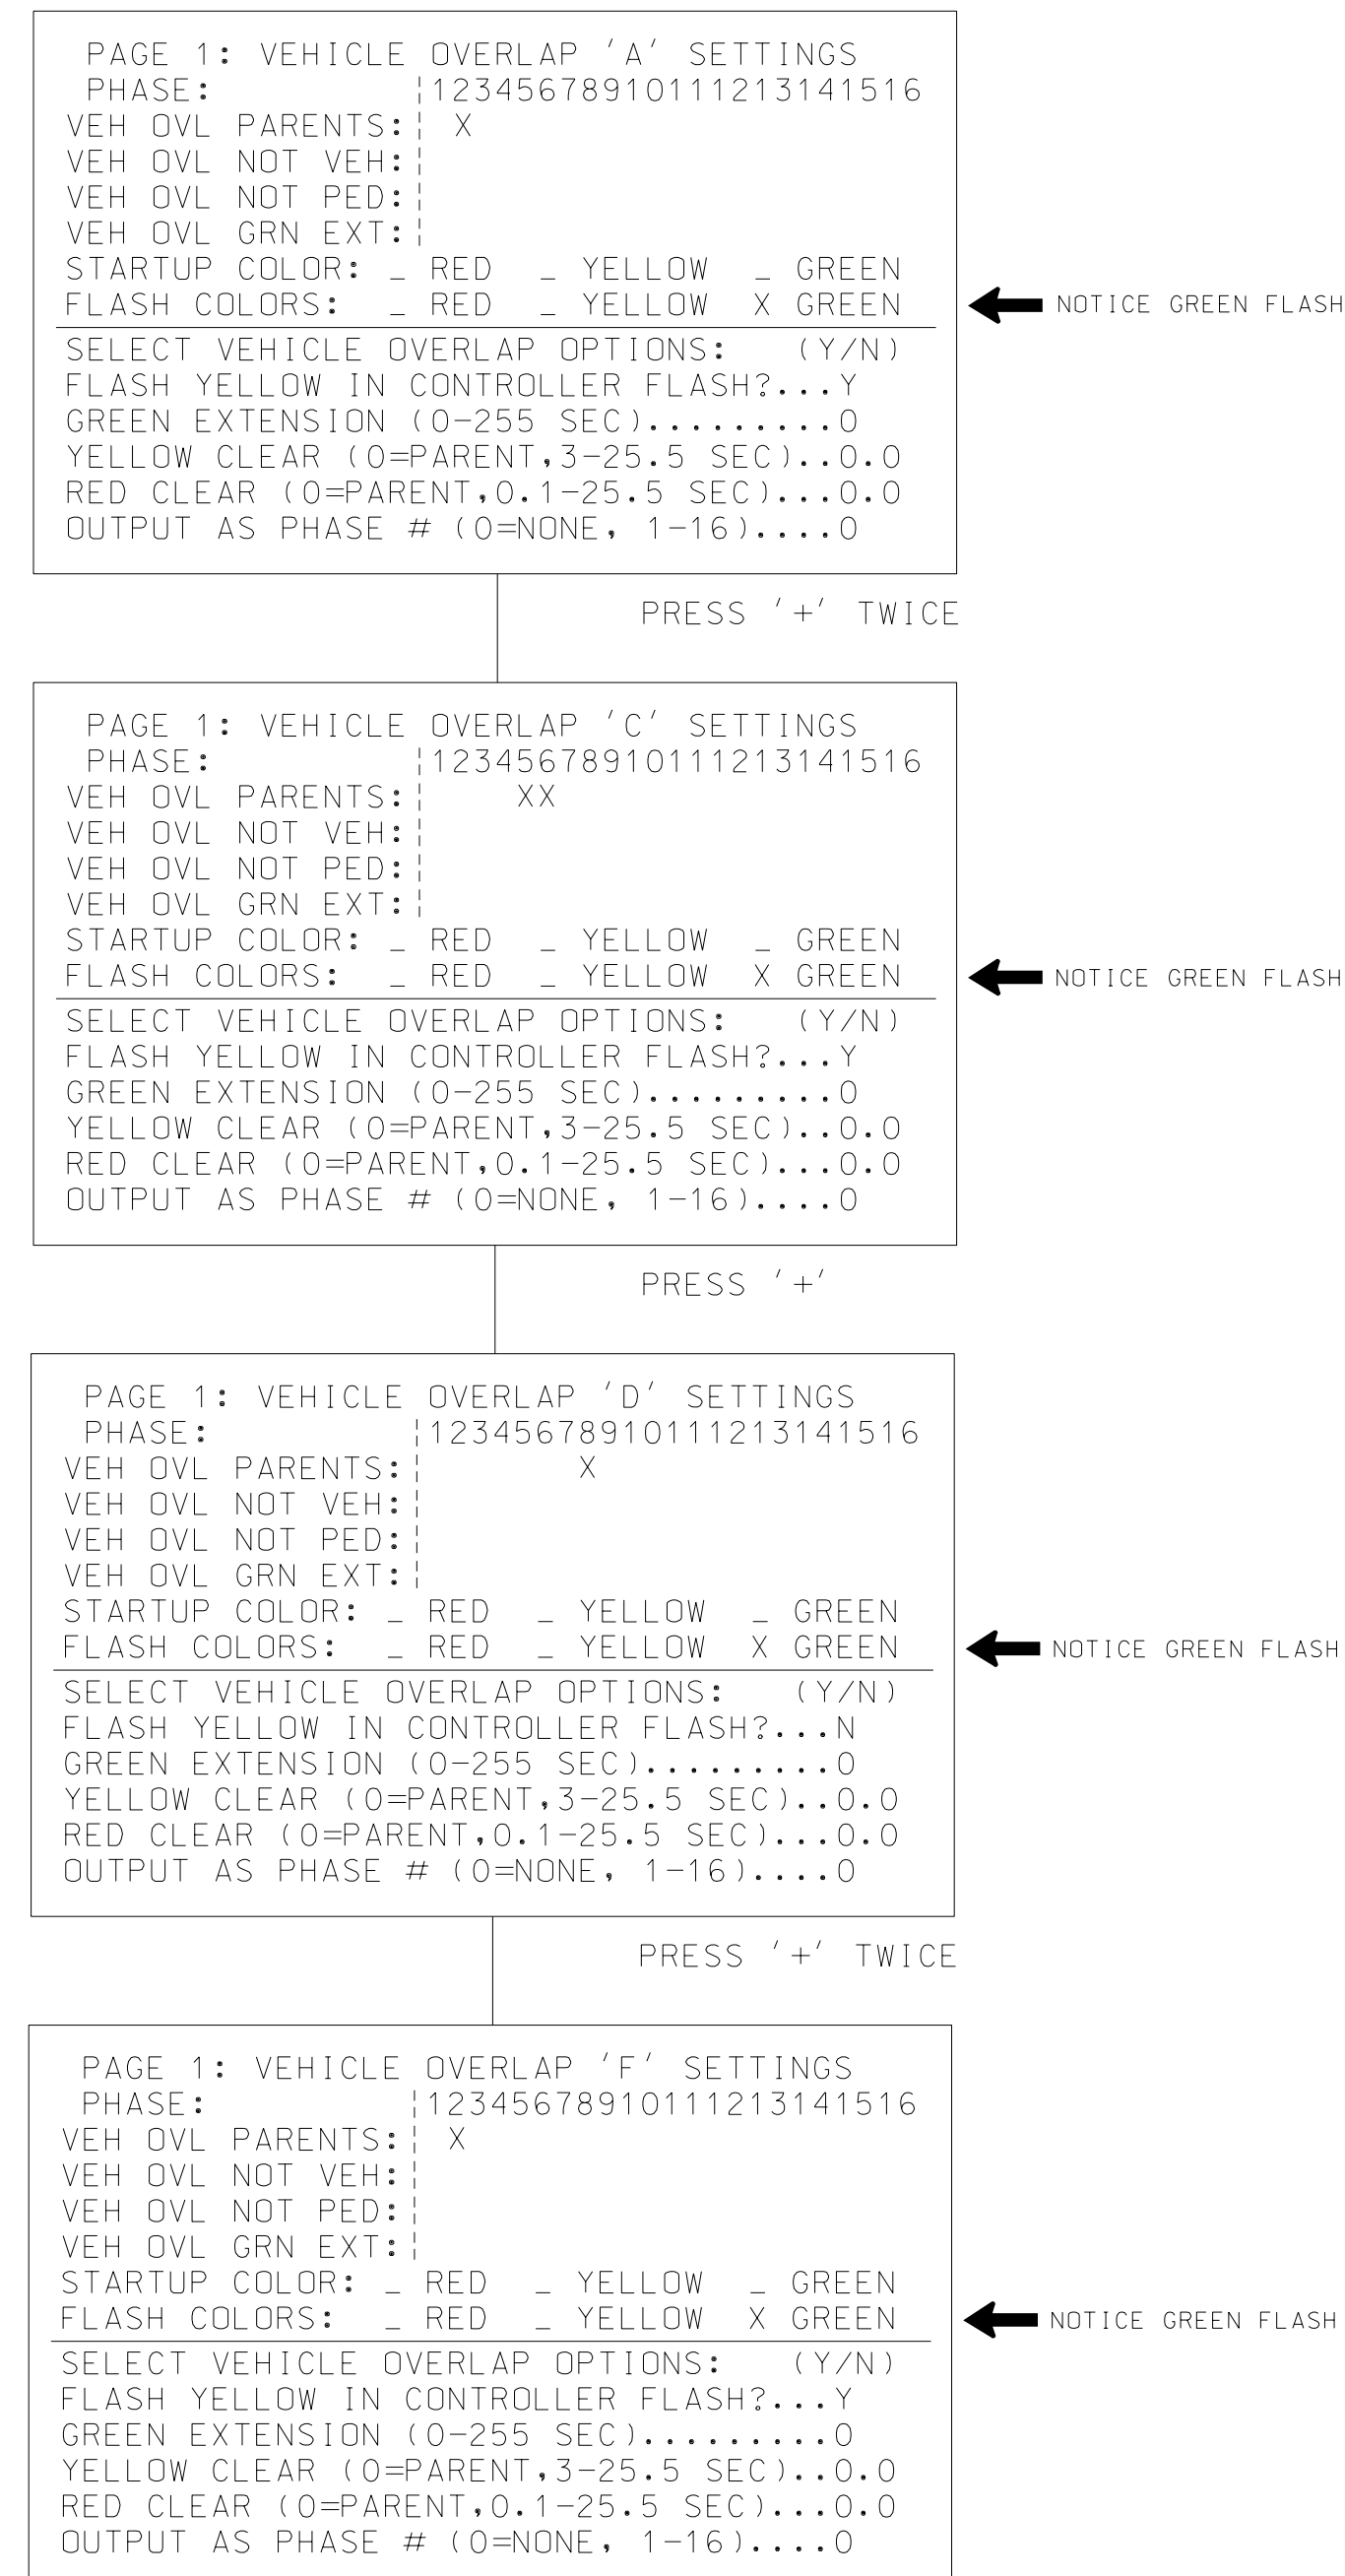 PAGE 1: VEHICLE OVERLAP 'A' SETTINGS
PHASE: |12345678910111213141516
VEH OVL PARENTS:| X
VEH OVL NOT VEH:|
VEH OVL NOT PED:|
VEH OVL GRN EXT:|
STARTUP COLOR: _ RED _ YELLOW _ GREEN
FLASH COLORS: _ RED _ YELLOW X GREEN
NOTICE GREEN FLASH
SELECT VEHICLE OVERLAP OPTIONS: (Y/N)
FLASH YELLOW IN CONTROLLER FLASH?...Y
GREEN EXTENSION (0-255 SEC).........0
YELLOW CLEAR (0=PARENT,3-25.5 SEC)..0.0
RED CLEAR (0=PARENT,0.1-25.5 SEC)...0.0
OUTPUT AS PHASE # (0=NONE, 1-16)....0
PRESS '+' TWICE
PAGE 1: VEHICLE OVERLAP 'C' SETTINGS
PHASE: |12345678910111213141516
VEH OVL PARENTS:| XX
VEH OVL NOT VEH:|
VEH OVL NOT PED:|
VEH OVL GRN EXT:|
STARTUP COLOR: _ RED _ YELLOW _ GREEN
FLASH COLORS: _ RED _ YELLOW X GREEN
NOTICE GREEN FLASH
SELECT VEHICLE OVERLAP OPTIONS: (Y/N)
FLASH YELLOW IN CONTROLLER FLASH?...Y
GREEN EXTENSION (0-255 SEC).........0
YELLOW CLEAR (0=PARENT,3-25.5 SEC)..0.0
RED CLEAR (0=PARENT,0.1-25.5 SEC)...0.0
OUTPUT AS PHASE # (0=NONE, 1-16)....0
PRESS '+'
PAGE 1: VEHICLE OVERLAP 'D' SETTINGS
PHASE: |12345678910111213141516
VEH OVL PARENTS:| X
VEH OVL NOT VEH:|
VEH OVL NOT PED:|
VEH OVL GRN EXT:|
STARTUP COLOR: _ RED _ YELLOW _ GREEN
FLASH COLORS: _ RED _ YELLOW X GREEN
NOTICE GREEN FLASH
SELECT VEHICLE OVERLAP OPTIONS: (Y/N)
FLASH YELLOW IN CONTROLLER FLASH?...N
GREEN EXTENSION (0-255 SEC).........0
YELLOW CLEAR (0=PARENT,3-25.5 SEC)..0.0
RED CLEAR (0=PARENT,0.1-25.5 SEC)...0.0
OUTPUT AS PHASE # (0=NONE, 1-16)....0
PRESS '+' TWICE
PAGE 1: VEHICLE OVERLAP 'F' SETTINGS
PHASE: |12345678910111213141516
VEH OVL PARENTS:| X
VEH OVL NOT VEH:|
VEH OVL NOT PED:|
VEH OVL GRN EXT:|
STARTUP COLOR: _ RED _ YELLOW _ GREEN
FLASH COLORS: _ RED _ YELLOW X GREEN
NOTICE GREEN FLASH
SELECT VEHICLE OVERLAP OPTIONS: (Y/N)
FLASH YELLOW IN CONTROLLER FLASH?...Y
GREEN EXTENSION (0-255 SEC).........0
YELLOW CLEAR (0=PARENT,3-25.5 SEC)..0.0
RED CLEAR (0=PARENT,0.1-25.5 SEC)...0.0
OUTPUT AS PHASE # (0=NONE, 1-16)....0